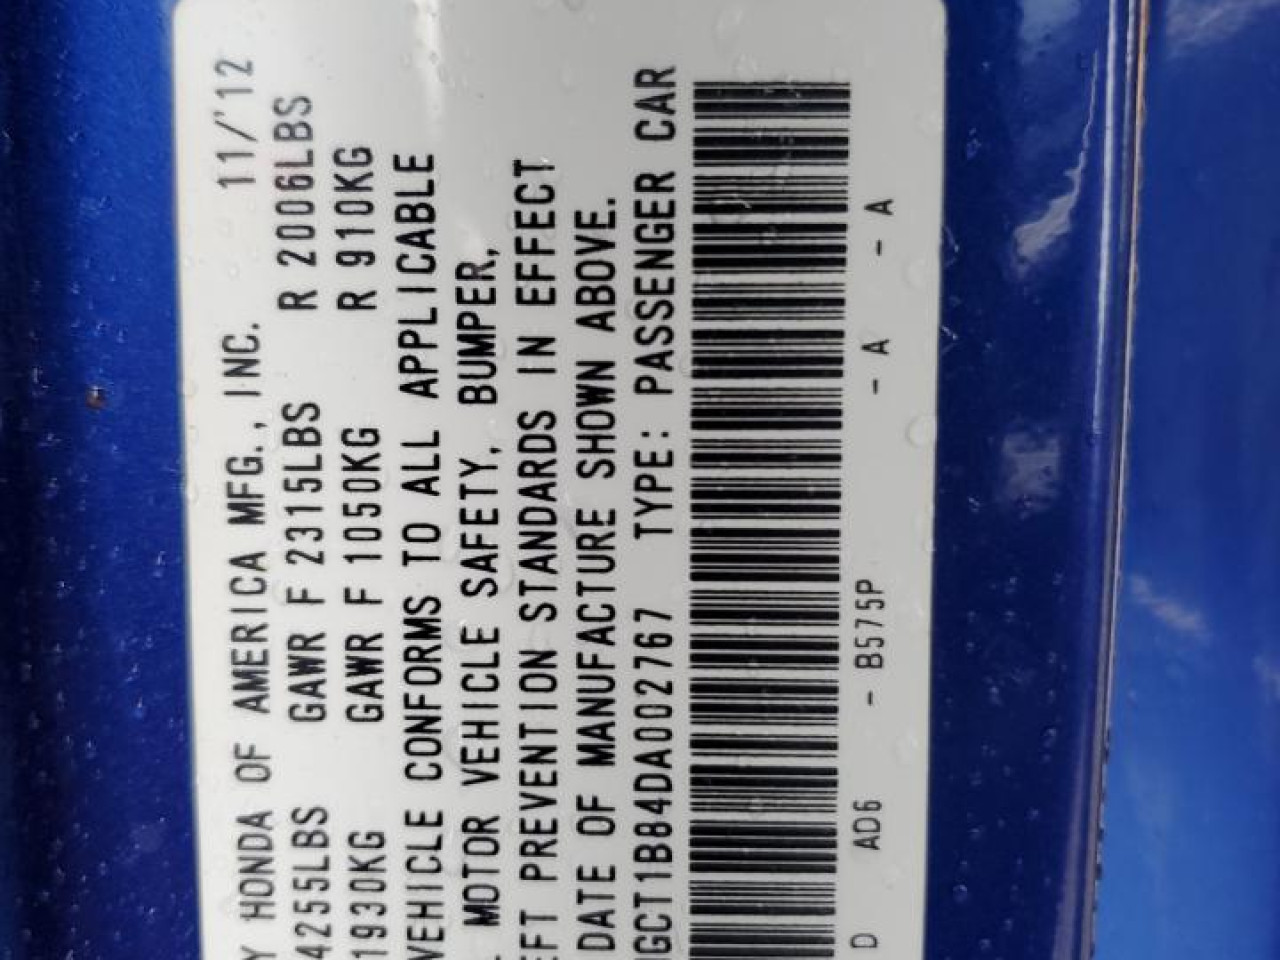 Y HONDA OF AMERICA MFG., INC. 11/'12
4255LBS GAWR F 2315LBS R 2006LBS
1930KG GAWR F 1050KG R 910KG
VEHICLE CONFORMS TO ALL APPLICABLE
MOTOR VEHICLE SAFETY, BUMPER,
EFT PREVENTION STANDARDS IN EFFECT
DATE OF MANUFACTURE SHOWN ABOVE.
GCT1B84DA002767 TYPE: PASSENGER CAR
D AD6 - B575P - A - A